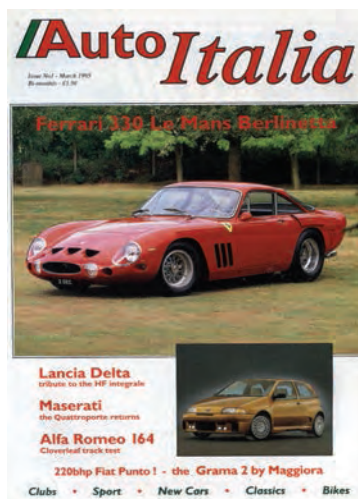 Auto Italia
Issue No1 - March 1995
Bi-monthly - £3.50
Ferrari 330 Le Mans Berlinetta
Lancia Delta
tribute to the HF integrale
Maserati
the Quattroporte returns
Alfa Romeo 164
Cloverleaf track test
220bhp Fiat Punto ! - the Grama 2 by Maggiora
Clubs • Sport • New Cars • Classics • Bikes